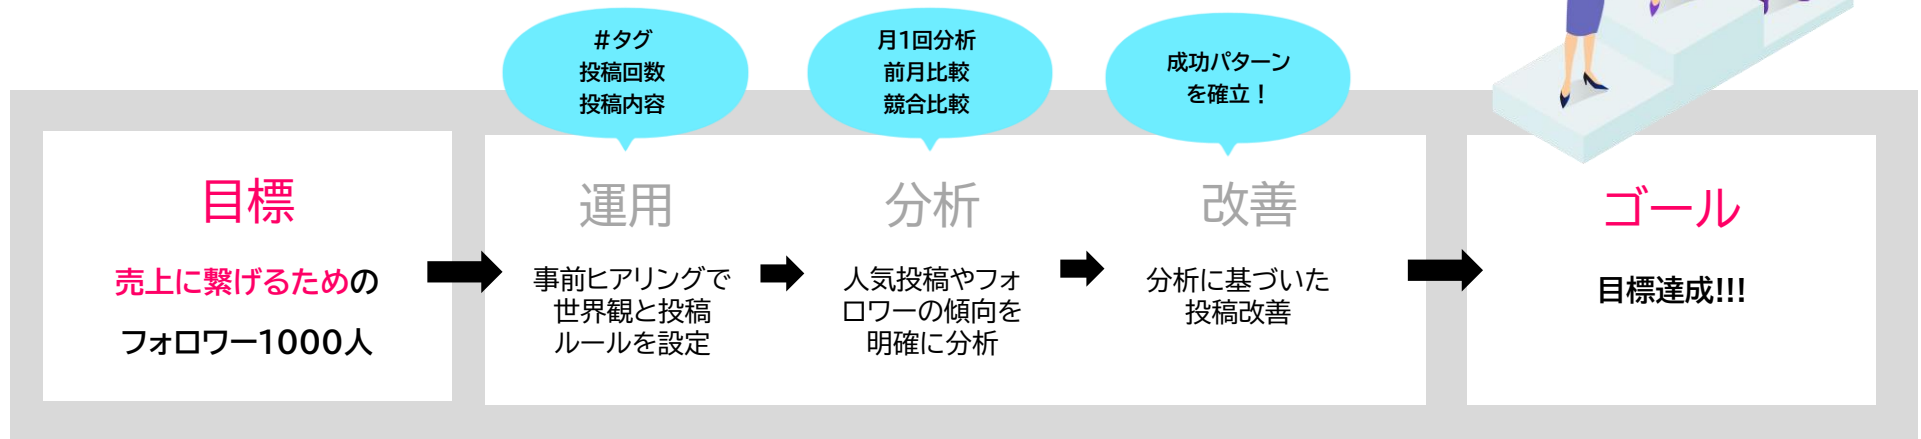 #タグ
投稿回数
投稿内容
月1回分析
前月比較
競合比較
成功パターン
を確立！
目標
売上に繋げるための
フォロワー1000人
運用
事前ヒアリングで
世界観と投稿
ルールを設定
分析
人気投稿やフォ
ロワーの傾向を
明確に分析
改善
分析に基づいた
投稿改善
ゴール
目標達成!!!